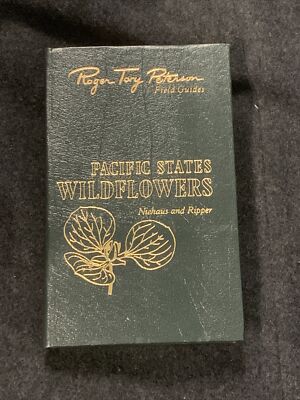 Roger Tory Peterson
Field Guides
PACIFIC STATES
WILDFLOWERS
Niehaus and Ripper